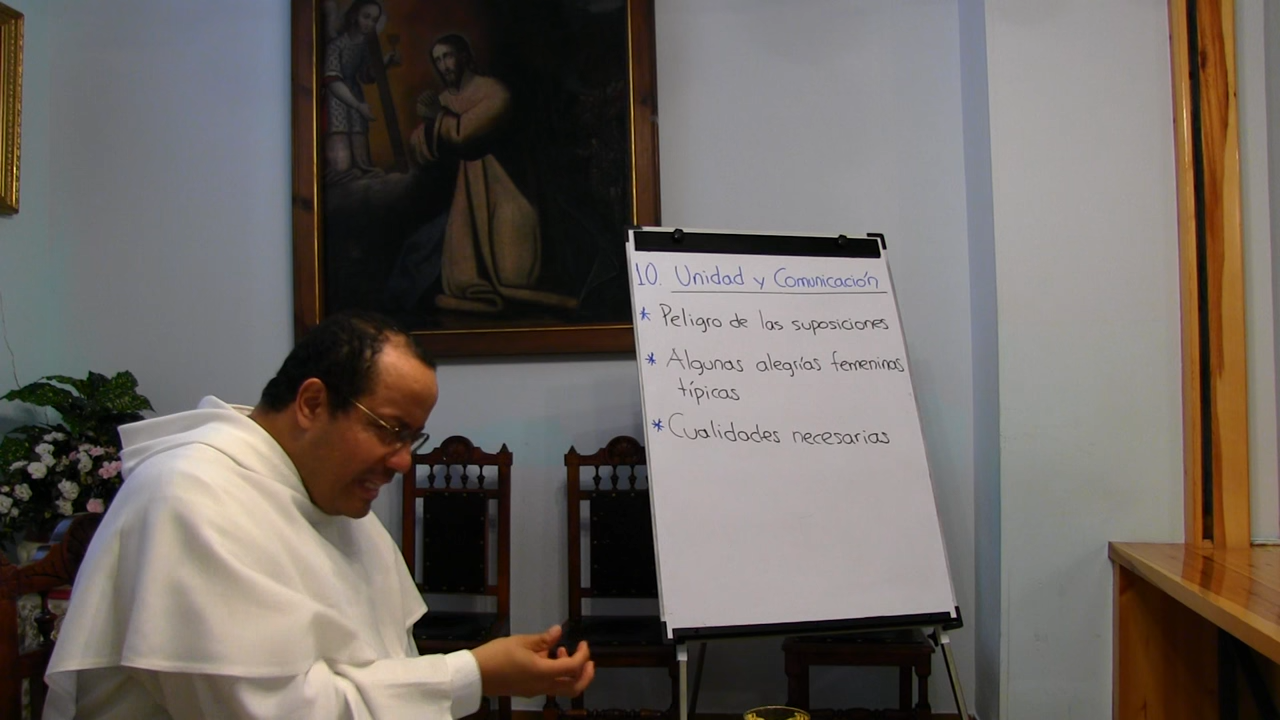 10. Unidad y Comunicación
* Peligro de las suposiciones
* Algunas alegrías femeninas
típicas
* Cualidades necesarias